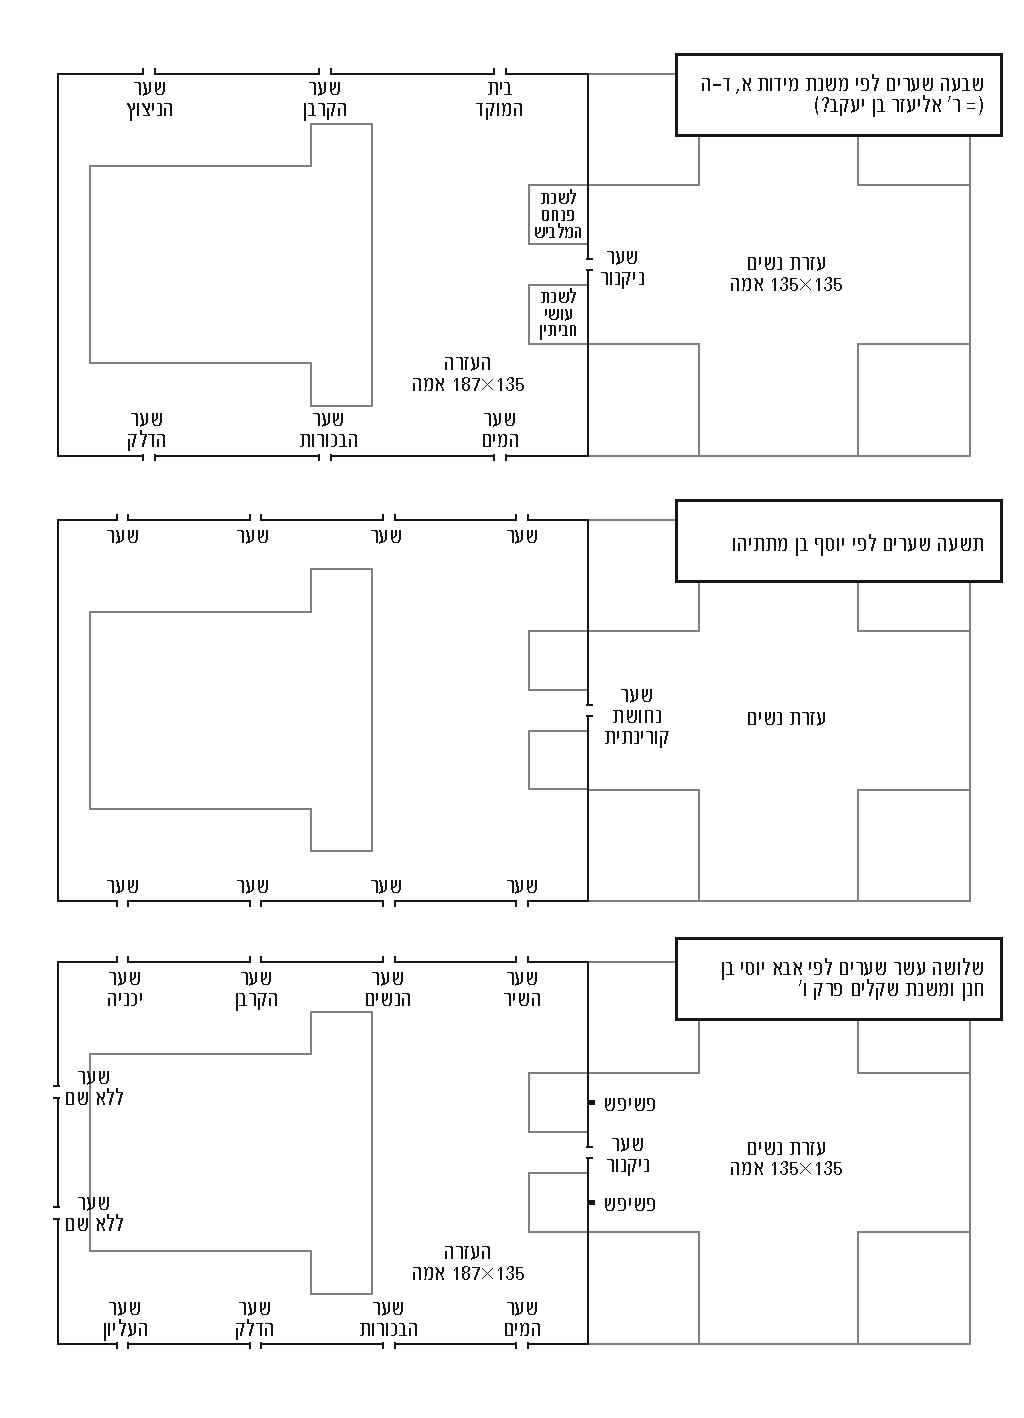 שבעה שערים לפי משנת מידות א, ד–ה
(= ר׳ אליעזר בן יעקב?)
בית
המוקד
שער
הקרבן
שער
הניצוץ
לשכת
פנחס
המלביש
שער
ניקנור
עזרת נשים
135×135 אמה
לשכת
עושי
חביתין
העזרה
187×135 אמה
שער
המים
שער
הבכורות
שער
הדלק
תשעה שערים לפי יוסף בן מתתיהו
שער
שער
שער
שער
שער
נחושת
קורינתית
עזרת נשים
שער
שער
שער
שער
שלושה עשר שערים לפי אבא יוסי בן
חנן ומשנת שקלים פרק ו׳
שער
השיר
שער
הנשים
שער
הקרבן
שער
יכניה
שער
ללא שם
פשיפש
שער
ניקנור
עזרת נשים
135×135 אמה
פשיפש
שער
ללא שם
העזרה
187×135 אמה
שער
המים
שער
הבכורות
שער
הדלק
שער
העליון